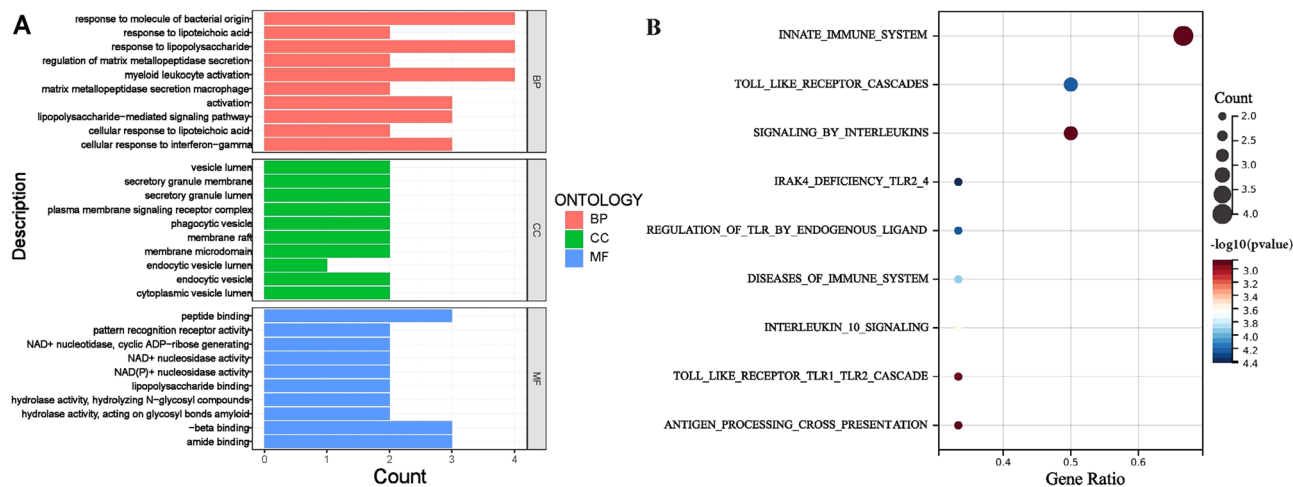 A
Description
response to molecule of bacterial origin
response to lipoteichoic acid
response to lipopolysaccharide
regulation of matrix metallopeptidase secretion
myeloid leukocyte activation
matrix metallopeptidase secretion macrophage
activation
lipopolysaccharide-mediated signaling pathway
cellular response to lipoteichoic acid
cellular response to interferon-gamma
BP
vesicle lumen
secretory granule membrane
secretory granule lumen
plasma membrane signaling receptor complex
phagocytic vesicle
membrane raft
membrane microdomain
endocytic vesicle lumen
endocytic vesicle
cytoplasmic vesicle lumen
CC
peptide binding
pattern recognition receptor activity
NAD+ nucleotidase, cyclic ADP-ribose generating
NAD+ nucleosidase activity
NAD(P)+ nucleosidase activity
lipopolysaccharide binding
hydrolase activity, hydrolyzing N-glycosyl compounds
hydrolase activity, acting on glycosyl bonds amyloid
-beta binding
amide binding
MF
0 1 2 3 4
Count
ONTOLOGY
BP
CC
MF
B
INNATE_IMMUNE_SYSTEM
TOLL_LIKE_RECEPTOR_CASCADES
SIGNALING_BY_INTERLEUKINS
IRAK4_DEFICIENCY_TLR2_4
REGULATION_OF_TLR_BY_ENDOGENOUS_LIGAND
DISEASES_OF_IMMUNE_SYSTEM
INTERLEUKIN_10_SIGNALING
TOLL_LIKE_RECEPTOR_TLR1_TLR2_CASCADE
ANTIGEN_PROCESSING_CROSS_PRESENTATION
0.4 0.5 0.6
Gene Ratio
Count
2.0
2.5
3.0
3.5
4.0
-log10(pvalue)
3.0
3.2
3.4
3.6
3.8
4.0
4.2
4.4